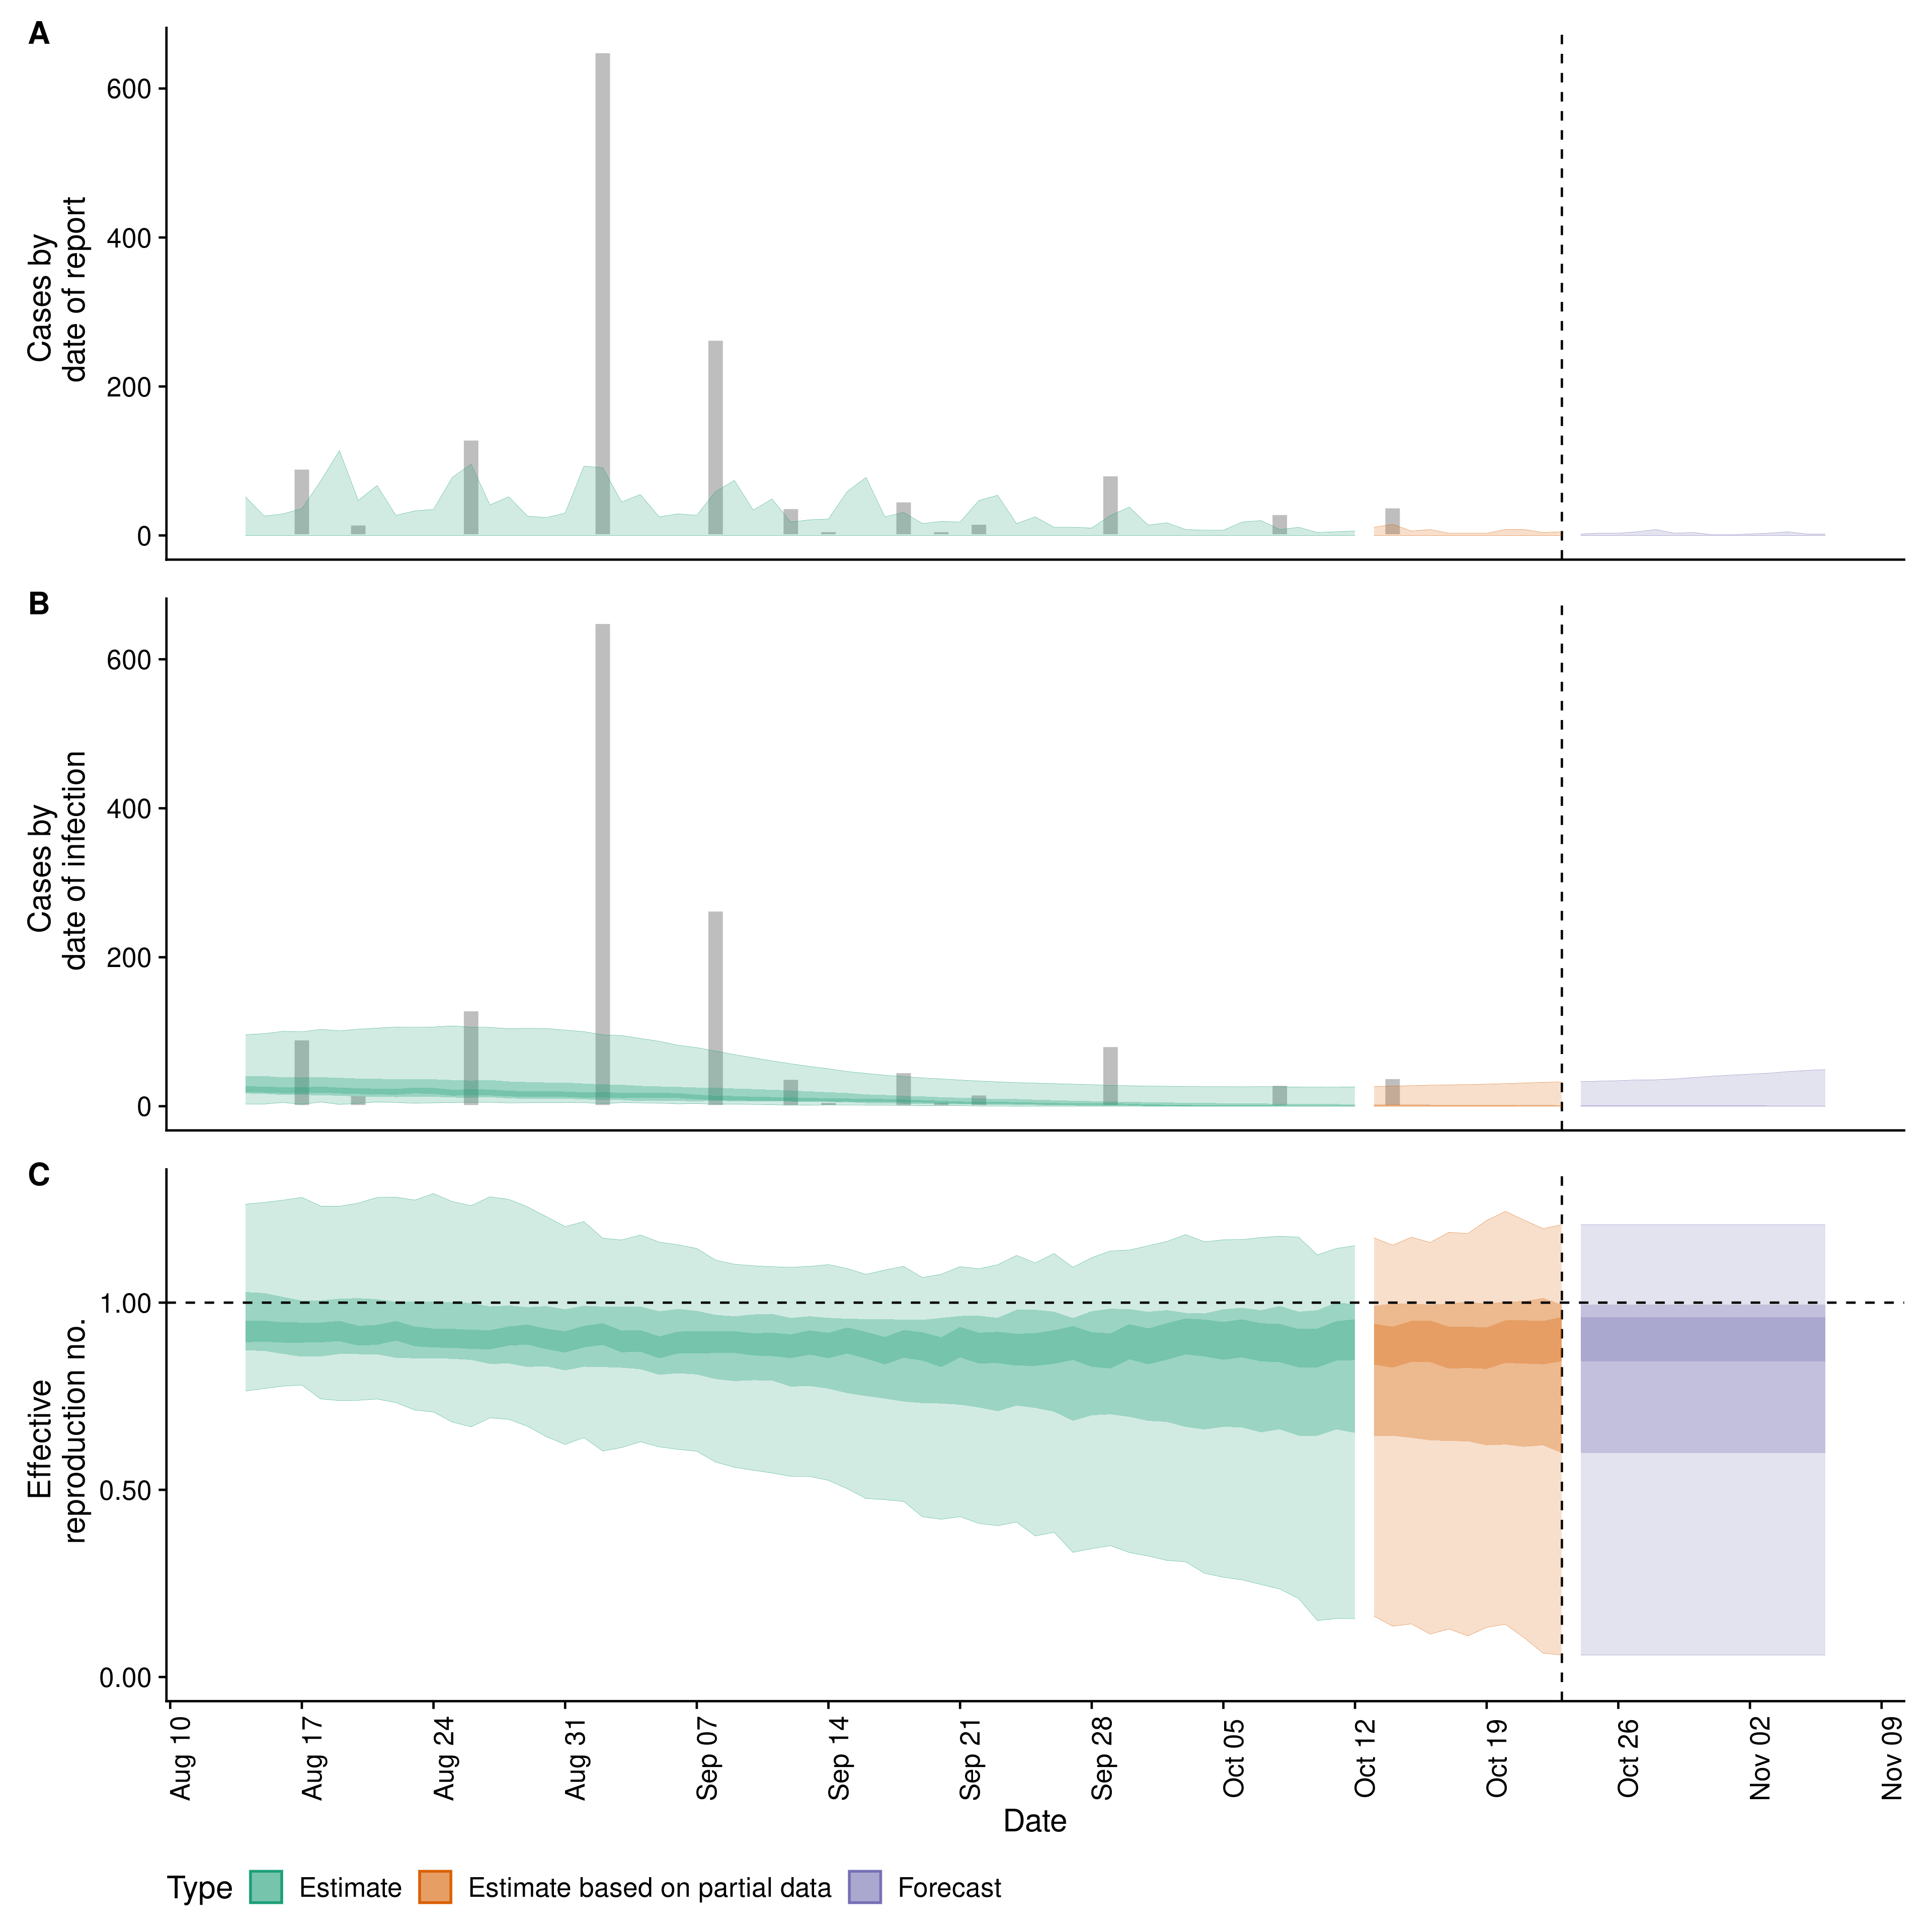 A
Cases by
date of report
600
400
200
0
B
Cases by
date of infection
600
400
200
0
C
Effective
reproduction no.
1.00
0.50
0.00
Aug 10
Aug 17
Aug 24
Aug 31
Sep 07
Sep 14
Sep 21
Sep 28
Oct 05
Oct 12
Oct 19
Oct 26
Nov 02
Nov 09
Date
Type Estimate Estimate based on partial data Forecast